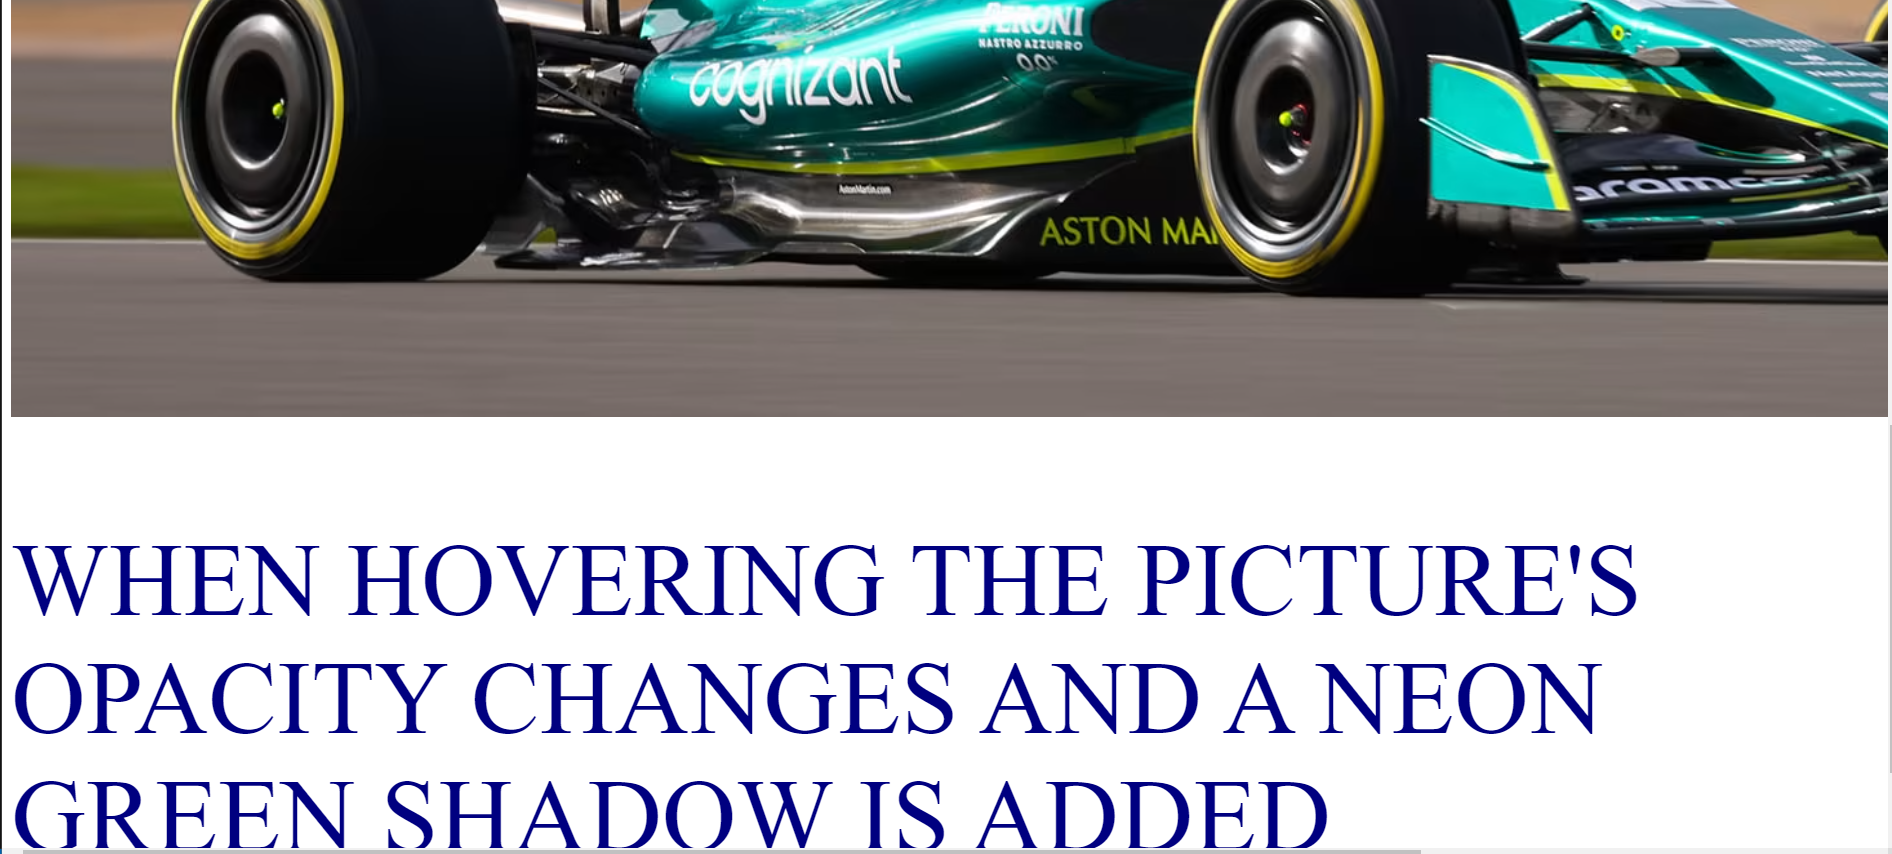 PERONI
NASTRO AZZURRO
0.0%
cognizant
AstonMartin.com
ASTON MA
aramco
WHEN HOVERING THE PICTURE'S
OPACITY CHANGES AND A NEON
GREEN SHADOW IS ADDED